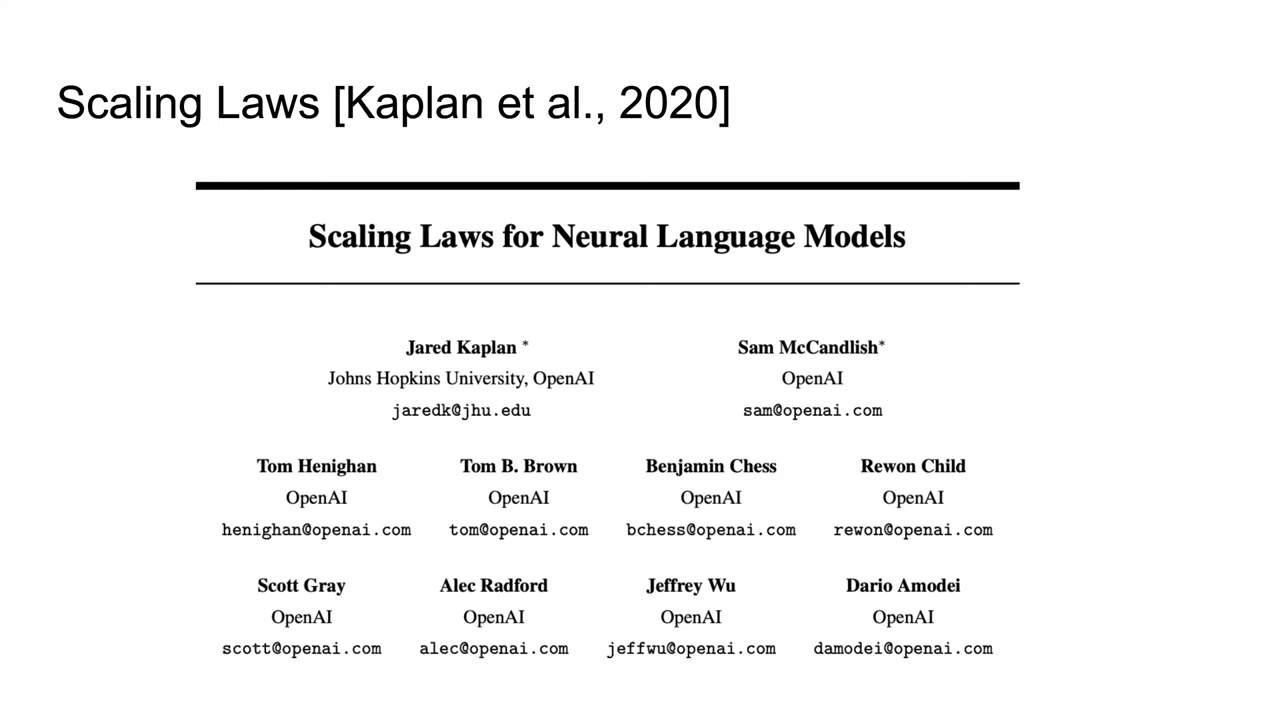 Scaling Laws [Kaplan et al., 2020]
Scaling Laws for Neural Language Models
Jared Kaplan * Sam McCandlish*
Johns Hopkins University, OpenAI OpenAI
jaredk@jhu.edu sam@openai.com
Tom Henighan Tom B. Brown Benjamin Chess Rewon Child
OpenAI OpenAI OpenAI OpenAI
henighan@openai.com tom@openai.com bchess@openai.com rewon@openai.com
Scott Gray Alec Radford Jeffrey Wu Dario Amodei
OpenAI OpenAI OpenAI OpenAI
scott@openai.com alec@openai.com jeffwu@openai.com damodei@openai.com